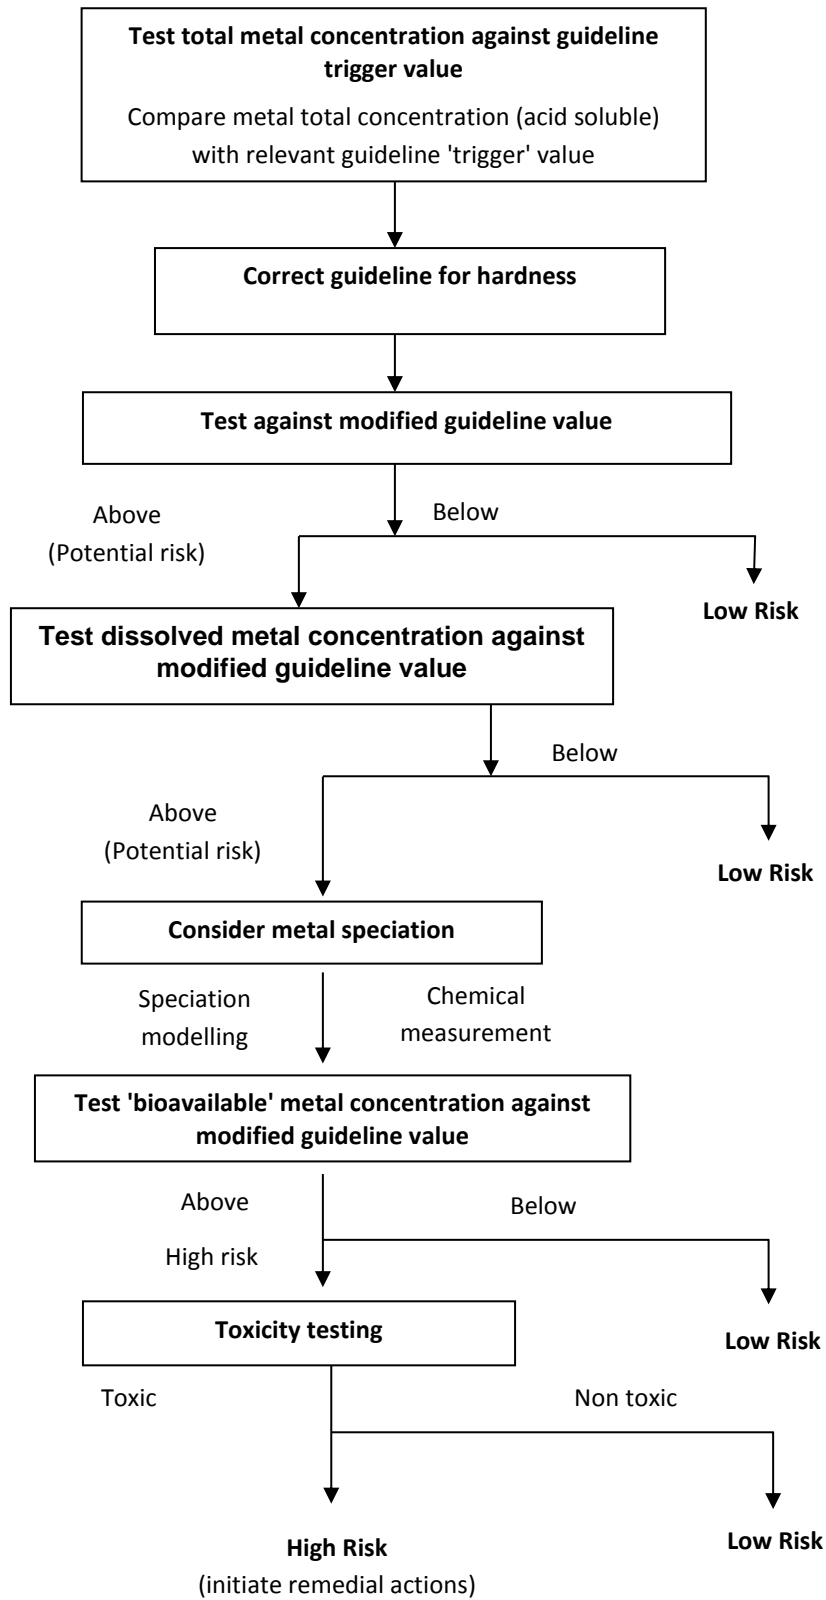 Test total metal concentration against guideline
trigger value
Compare metal total concentration (acid soluble)
with relevant guideline 'trigger' value
Correct guideline for hardness
Test against modified guideline value
Above
(Potential risk)
Below
Low Risk
Test dissolved metal concentration against
modified guideline value
Below
Above
(Potential risk)
Low Risk
Consider metal speciation
Speciation
modelling
Chemical
measurement
Test 'bioavailable' metal concentration against
modified guideline value
Above
Below
High risk
Toxicity testing
Low Risk
Toxic
Non toxic
High Risk
(initiate remedial actions)
Low Risk